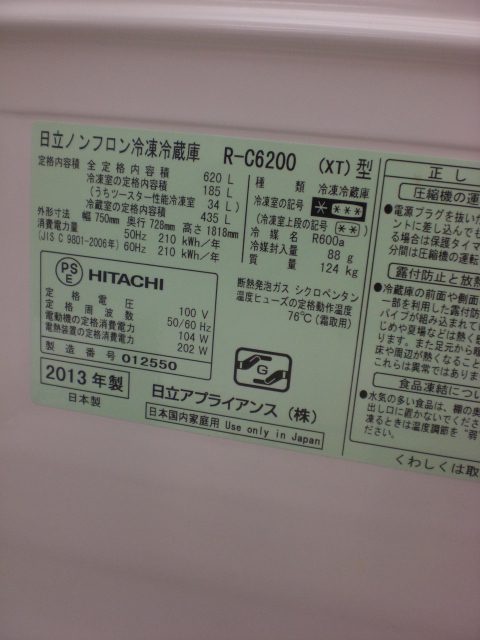 日立ノンフロン冷凍冷蔵庫 R-C6200 (XT) 型
定格内容積 全定格内容積 620 L
冷凍室の定格内容積 185 L
(うちツースター性能冷凍室 34 L)
冷蔵室の定格内容積 435 L
外形寸法 幅 750mm 奥行 728mm 高さ 1818mm
消費電力量 50Hz 210 kWh/年
(JIS C 9801-2006年) 60Hz 210 kWh/年
種類 冷凍冷蔵庫
冷凍室の記号 * ***
(冷凍室上段の記号 **)
冷媒名 R600a
冷媒封入量 88 g
質量 124 kg
断熱発泡ガス シクロペンタン
温度ヒューズの定格動作温度
76℃(霜取用)
PS
E
HITACHI
定格電圧 100 V
定格周波数 50/60 Hz
電動機の定格消費電力 104 W
電熱装置の定格消費電力 202 W
製造番号 012550
2013年製
日本製
G
日立アプライアンス(株)
日本国内家庭用 Use only in Japan
正し
圧縮機の運
●電源プラグを抜いた
ントに差し込んでも
る場合は保護タイマ
分間は圧縮機の運転
露付防止と放熱
●冷蔵庫の前面や側面
一部を利用した露付防
パイプが組み込まれて
じめや夏場などは熱く
ります。また足元から
床や周辺が熱くなること
これらは異常ではありま
食品凍結につい
●水気の多い食品は、棚の奥
出し口に置かないでくださ
凍るときは温度調節を“弱
ださい。
くわしくは取